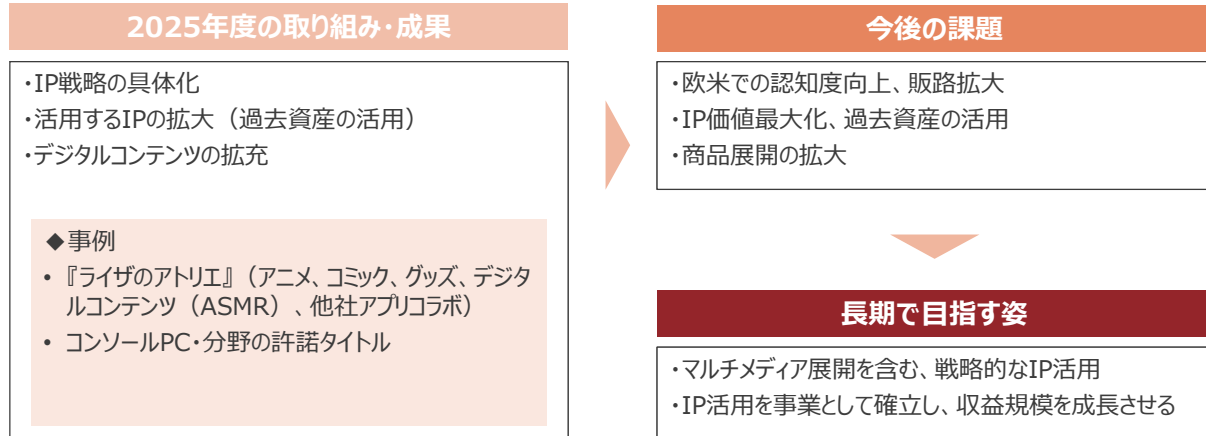 2025年度の取り組み・成果
・IP戦略の具体化
・活用するIPの拡大（過去資産の活用）
・デジタルコンテンツの拡充
◆事例
• 『ライザのアトリエ』（アニメ、コミック、グッズ、デジタ
ルコンテンツ（ASMR）、他社アプリコラボ）
• コンソールPC・分野の許諾タイトル
今後の課題
・欧米での認知度向上、販路拡大
・IP価値最大化、過去資産の活用
・商品展開の拡大
長期で目指す姿
・マルチメディア展開を含む、戦略的なIP活用
・IP活用を事業として確立し、収益規模を成長させる